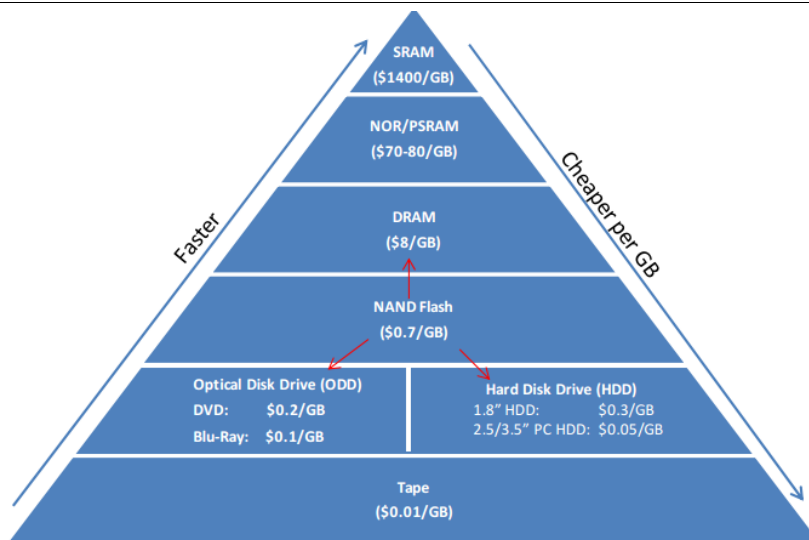 SRAM
($1400/GB)
NOR/PSRAM
($70-80/GB)
DRAM
($8/GB)
NAND Flash
($0.7/GB)
Optical Disk Drive (ODD)
DVD: $0.2/GB
Blu-Ray: $0.1/GB
Hard Disk Drive (HDD)
1.8” HDD: $0.3/GB
2.5/3.5” PC HDD: $0.05/GB
Tape
($0.01/GB)
Faster
Cheaper per GB